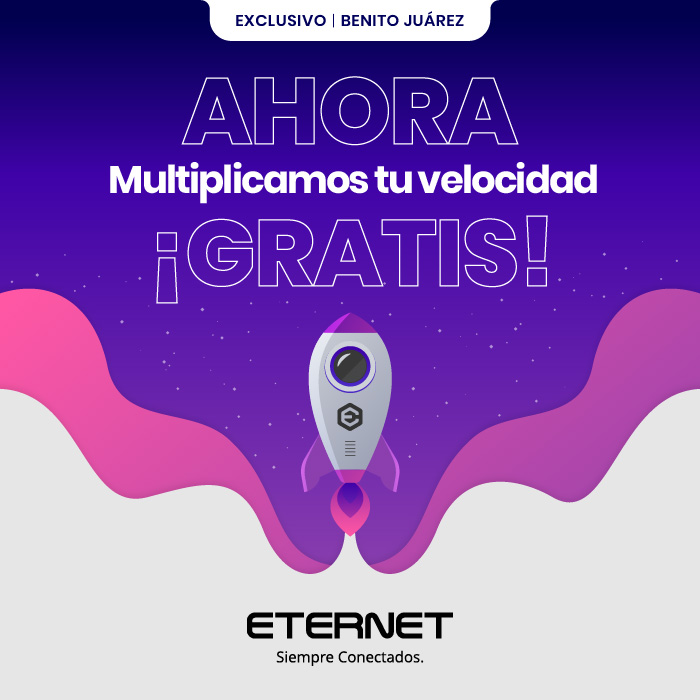 EXCLUSIVO | BENITO JUÁREZ
AHORA
Multiplicamos tu velocidad
¡GRATIS!
ETERNET
Siempre Conectados.